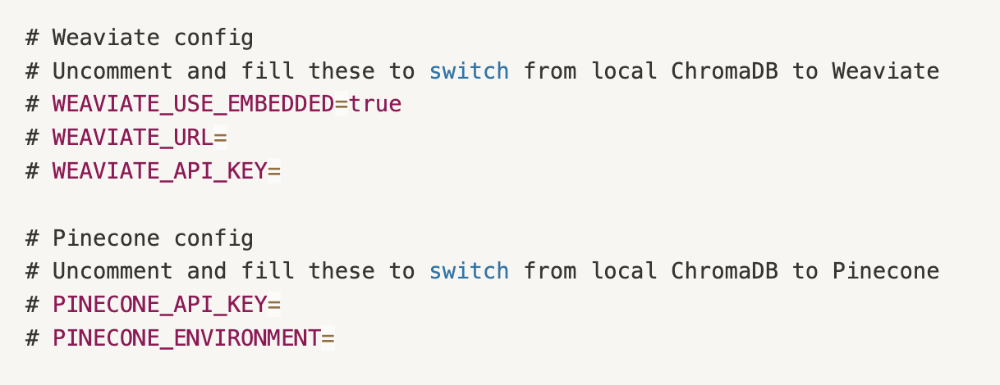 # Weaviate config
# Uncomment and fill these to switch from local ChromaDB to Weaviate
# WEAVIATE_USE_EMBEDDED=true
# WEAVIATE_URL=
# WEAVIATE_API_KEY=

# Pinecone config
# Uncomment and fill these to switch from local ChromaDB to Pinecone
# PINECONE_API_KEY=
# PINECONE_ENVIRONMENT=